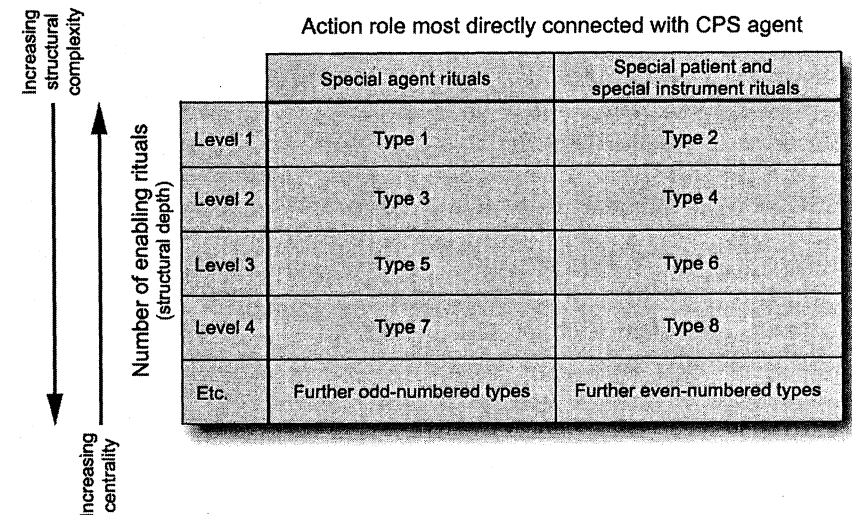 Action role most directly connected with CPS agent
Increasing
structural
complexity
Number of enabling rituals
(structural depth)
Increasing
centrality
Special agent rituals
Special patient and
special instrument rituals
Level 1
Type 1
Type 2
Level 2
Type 3
Type 4
Level 3
Type 5
Type 6
Level 4
Type 7
Type 8
Etc.
Further odd-numbered types
Further even-numbered types